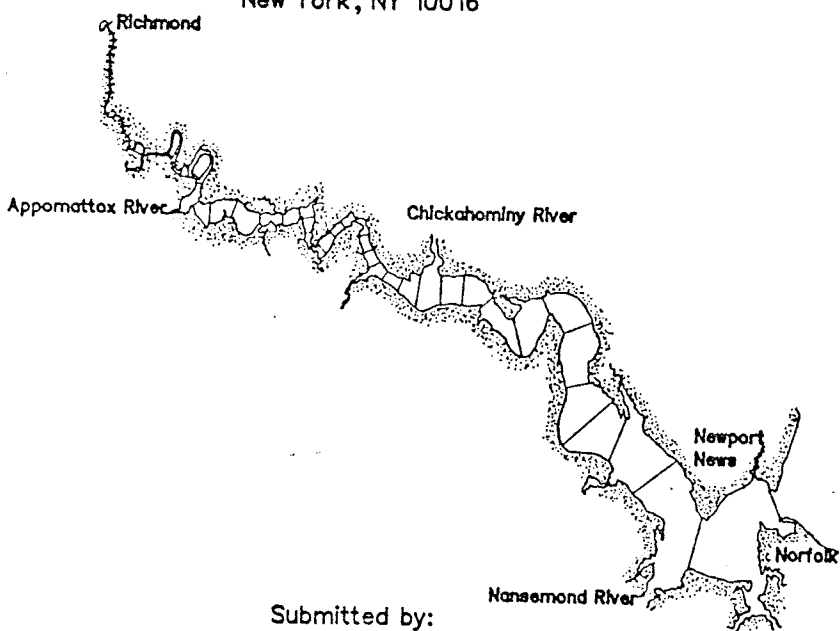 New York, NY 10016
Richmond
Appomattox River
Chickahominy River
Newport
News
Norfolk
Nansemond River
Submitted by: